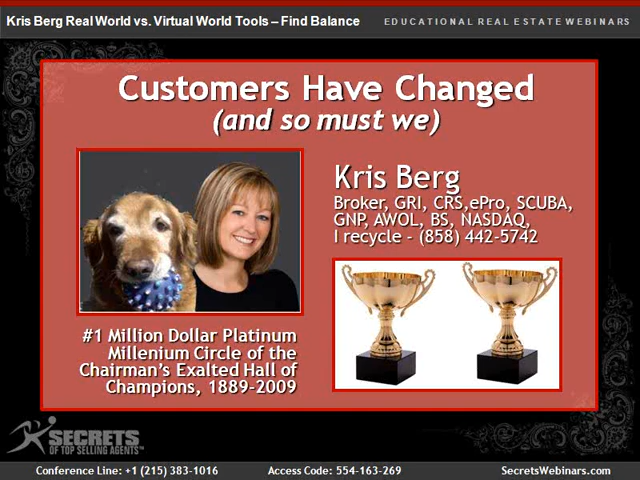 Kris Berg Real World vs. Virtual World Tools – Find Balance
EDUCATIONAL REAL ESTATE WEBINARS
Customers Have Changed
(and so must we)
Kris Berg
Broker, GRI, CRS,ePro, SCUBA,
GNP, AWOL, BS, NASDAQ,
I recycle - (858) 442-5742
#1 Million Dollar Platinum
Millenium Circle of the
Chairman's Exalted Hall of
Champions, 1889-2009
SECRETS
OF TOP SELLING AGENTS™
Conference Line: +1 (215) 383-1016
Access Code: 554-163-269
SecretsWebinars.com